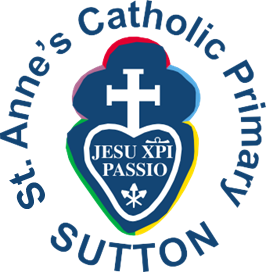 St. Anne's Catholic Primary
JESU XPI
PASSIO
SUTTON